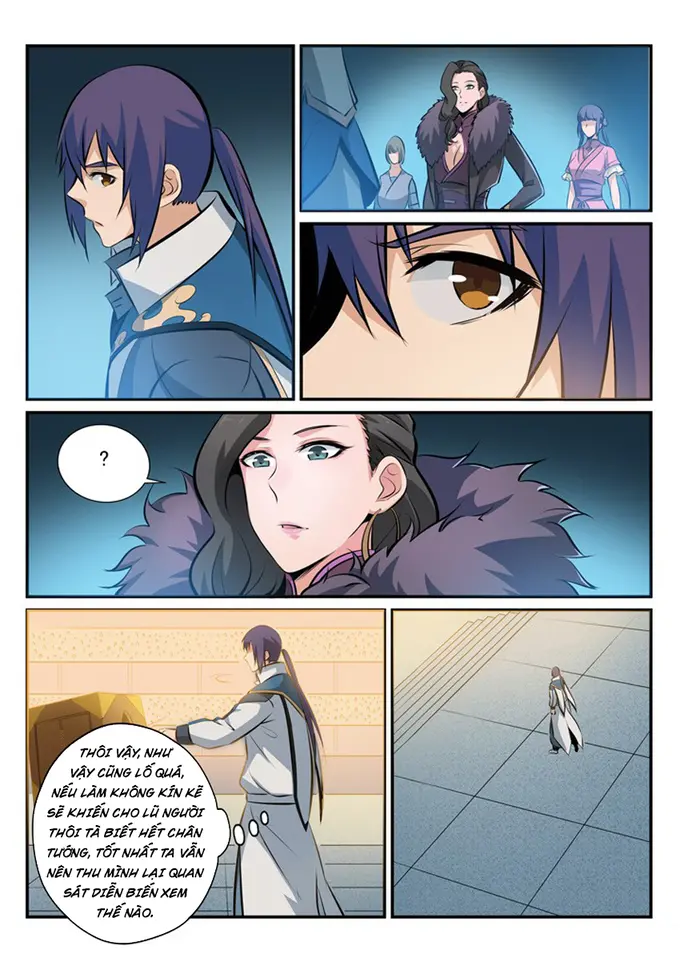 ?
THÔI VẬY, NHƯ
VẬY CŨNG LỐ QUÁ,
NẾU LÀM KHÔNG KÍN KẼ
SẼ KHIẾN CHO LŨ NGƯỜI
THÔI TÀ BIẾT HẾT CHÂN
TƯỚNG, TỐT NHẤT TA VẪN
NÊN THU MÌNH LẠI QUAN
SÁT DIỄN BIẾN XEM
THẾ NÀO.